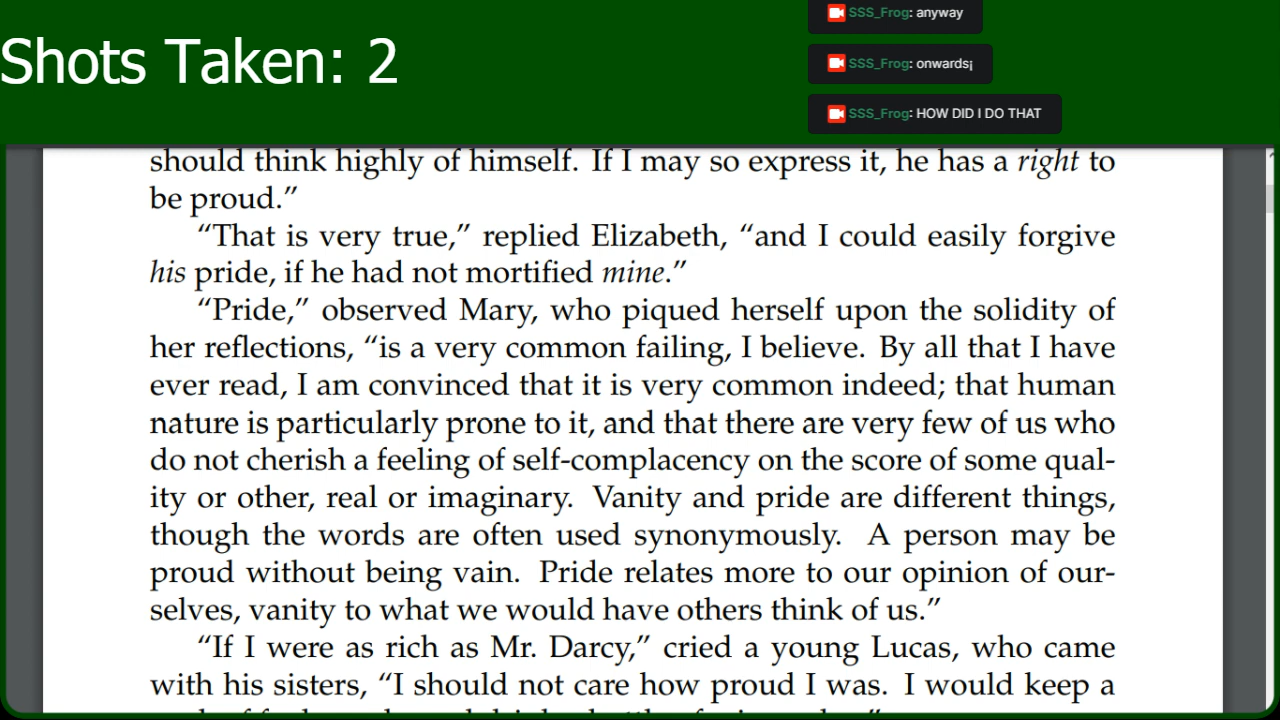 Shots Taken: 2
SSS_Frog: anyway
SSS_Frog: onwards¡
SSS_Frog: HOW DID I DO THAT
should think highly of himself. If I may so express it, he has a right to
be proud.”
“That is very true,” replied Elizabeth, “and I could easily forgive
his pride, if he had not mortified mine.”
“Pride,” observed Mary, who piqued herself upon the solidity of
her reflections, “is a very common failing, I believe. By all that I have
ever read, I am convinced that it is very common indeed; that human
nature is particularly prone to it, and that there are very few of us who
do not cherish a feeling of self-complacency on the score of some qual-
ity or other, real or imaginary. Vanity and pride are different things,
though the words are often used synonymously. A person may be
proud without being vain. Pride relates more to our opinion of our-
selves, vanity to what we would have others think of us.”
“If I were as rich as Mr. Darcy,” cried a young Lucas, who came
with his sisters, “I should not care how proud I was. I would keep a